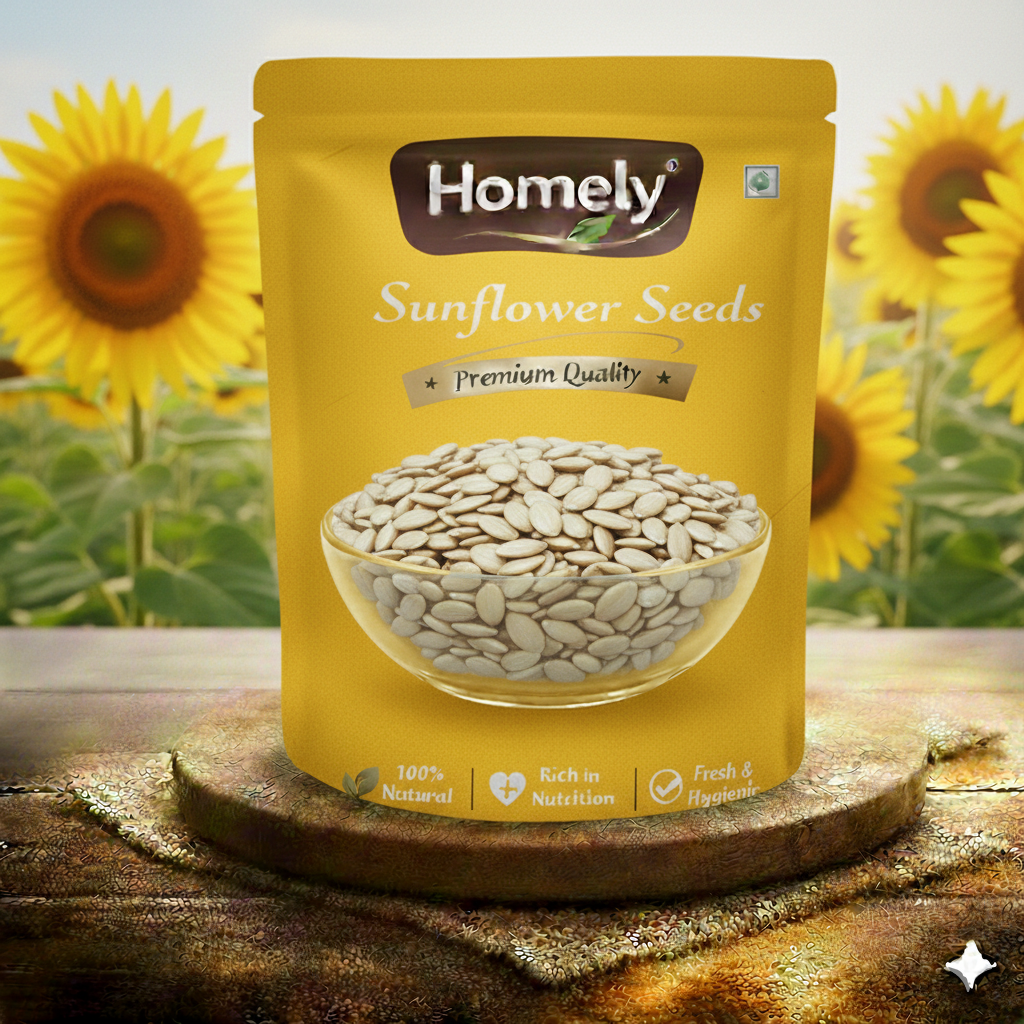 Homely
Sunflower Seeds
Premium Quality
100%
Natural
Rich in
Nutrition
Fresh &
Hygienic